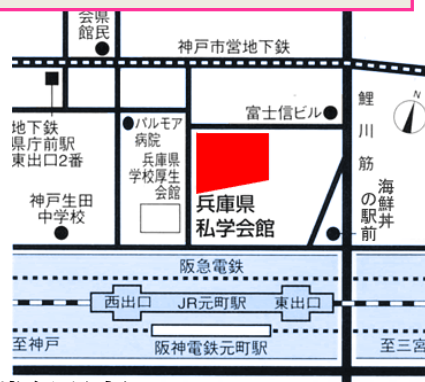 県民
会館
神戸市営地下鉄
地下鉄
県庁前駅
東出口2番
パルモア
病院
富士信ビル
鯉川筋
N
兵庫県
学校厚生
会館
神戸生田
中学校
兵庫県
私学会館
海鮮丼
の駅前
阪急電鉄
西出口
JR元町駅
東出口
至神戸
阪神電鉄元町駅
至三宮